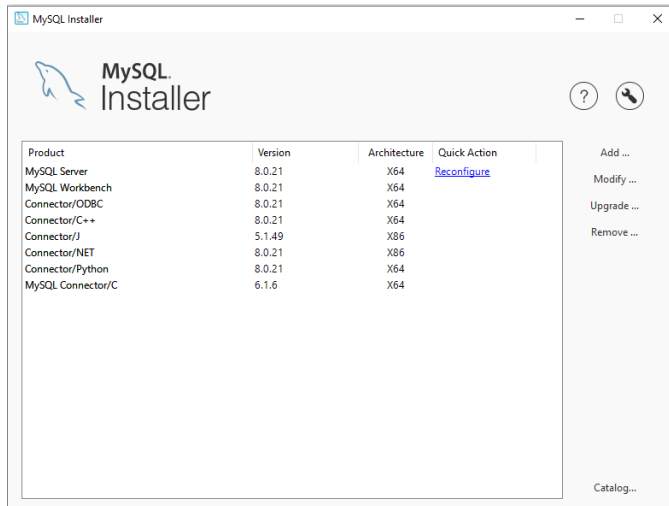 MySQL Installer
MySQL.
Installer
?
Product Version Architecture Quick Action
MySQL Server 8.0.21 X64 Reconfigure
MySQL Workbench 8.0.21 X64
Connector/ODBC 8.0.21 X64
Connector/C++ 8.0.21 X64
Connector/J 5.1.49 X86
Connector/NET 8.0.21 X86
Connector/Python 8.0.21 X64
MySQL Connector/C 6.1.6 X64
Add ...
Modify ...
Upgrade ...
Remove ...
Catalog...